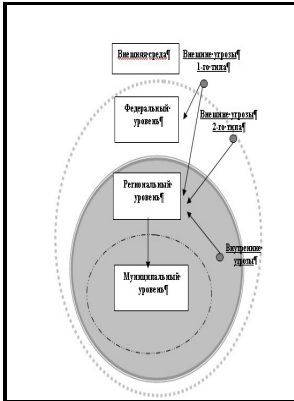 Внешняя среда¶
Внешние угрозы
1-го типа¶
Федеральный
уровень¶
Внешние угрозы
2-го типа¶
Региональный
уровень¶
Внутренние
угрозы¶
Муниципальный
уровень¶